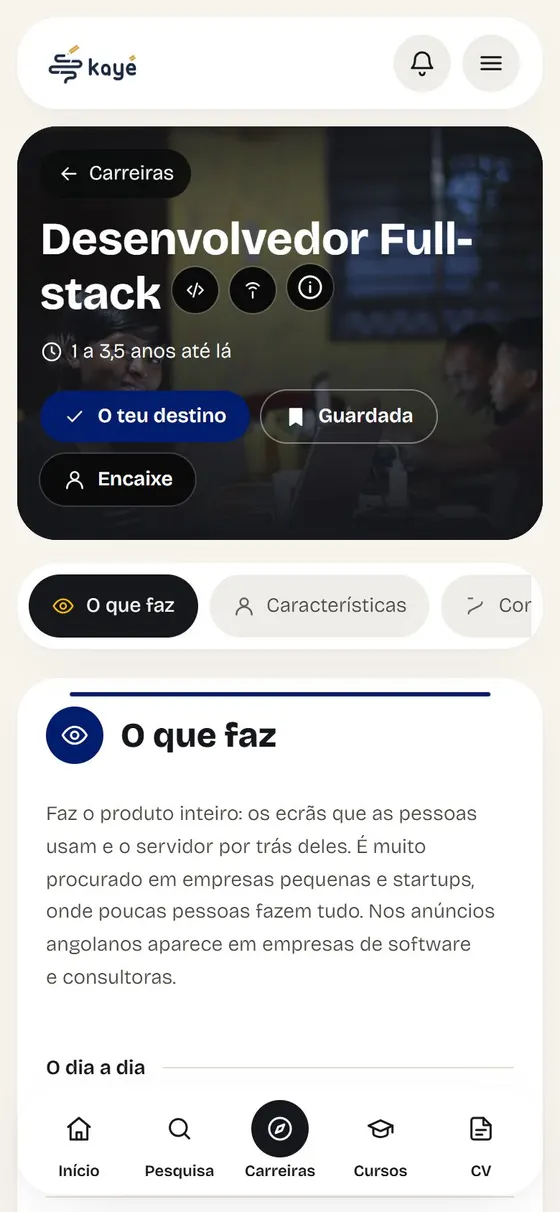 kayé
Carreiras
Desenvolvedor Full-
stack
1 a 3,5 anos até lá
O teu destino
Guardada
Encaixe
O que faz
Características
Cor
O que faz
Faz o produto inteiro: os ecrãs que as pessoas
usam e o servidor por trás deles. É muito
procurado em empresas pequenas e startups,
onde poucas pessoas fazem tudo. Nos anúncios
angolanos aparece em empresas de software
e consultoras.
O dia a dia
Início
Pesquisa
Carreiras
Cursos
CV